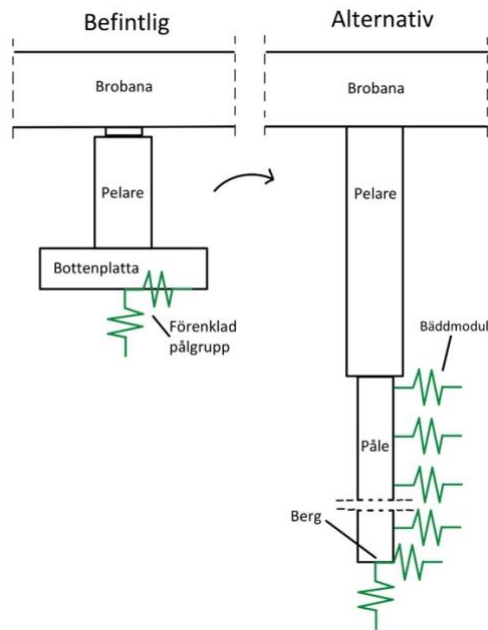 Befintlig
Alternativ
Brobana
Brobana
Pelare
Pelare
Bottenplatta
Förenklad
pålgrupp
Bäddmodul
Påle
Berg